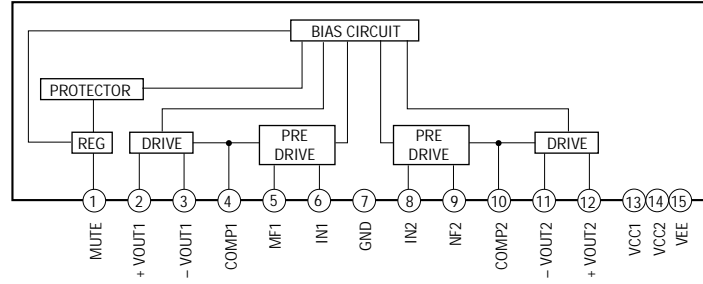 BIAS CIRCUIT
PROTECTOR
REG
DRIVE
PRE
DRIVE
PRE
DRIVE
DRIVE
1
2
3
4
5
6
7
8
9
10
11
12
13
14
15
MUTE
+ VOUT1
− VOUT1
COMP1
MF1
IN1
GND
IN2
NF2
COMP2
− VOUT2
+ VOUT2
VCC1
VCC2
VEE